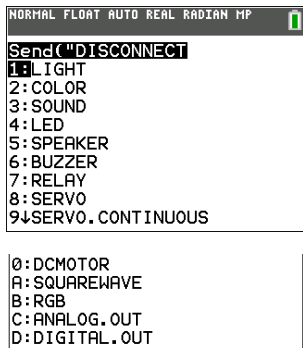 NORMAL FLOAT AUTO REAL RADIAN MP
Send("DISCONNECT
1:LIGHT
2:COLOR
3:SOUND
4:LED
5:SPEAKER
6:BUZZER
7:RELAY
8:SERVO
9↓SERVO.CONTINUOUS
0:DCMOTOR
A:SQUAREWAVE
B:RGB
C:ANALOG.OUT
D:DIGITAL.OUT